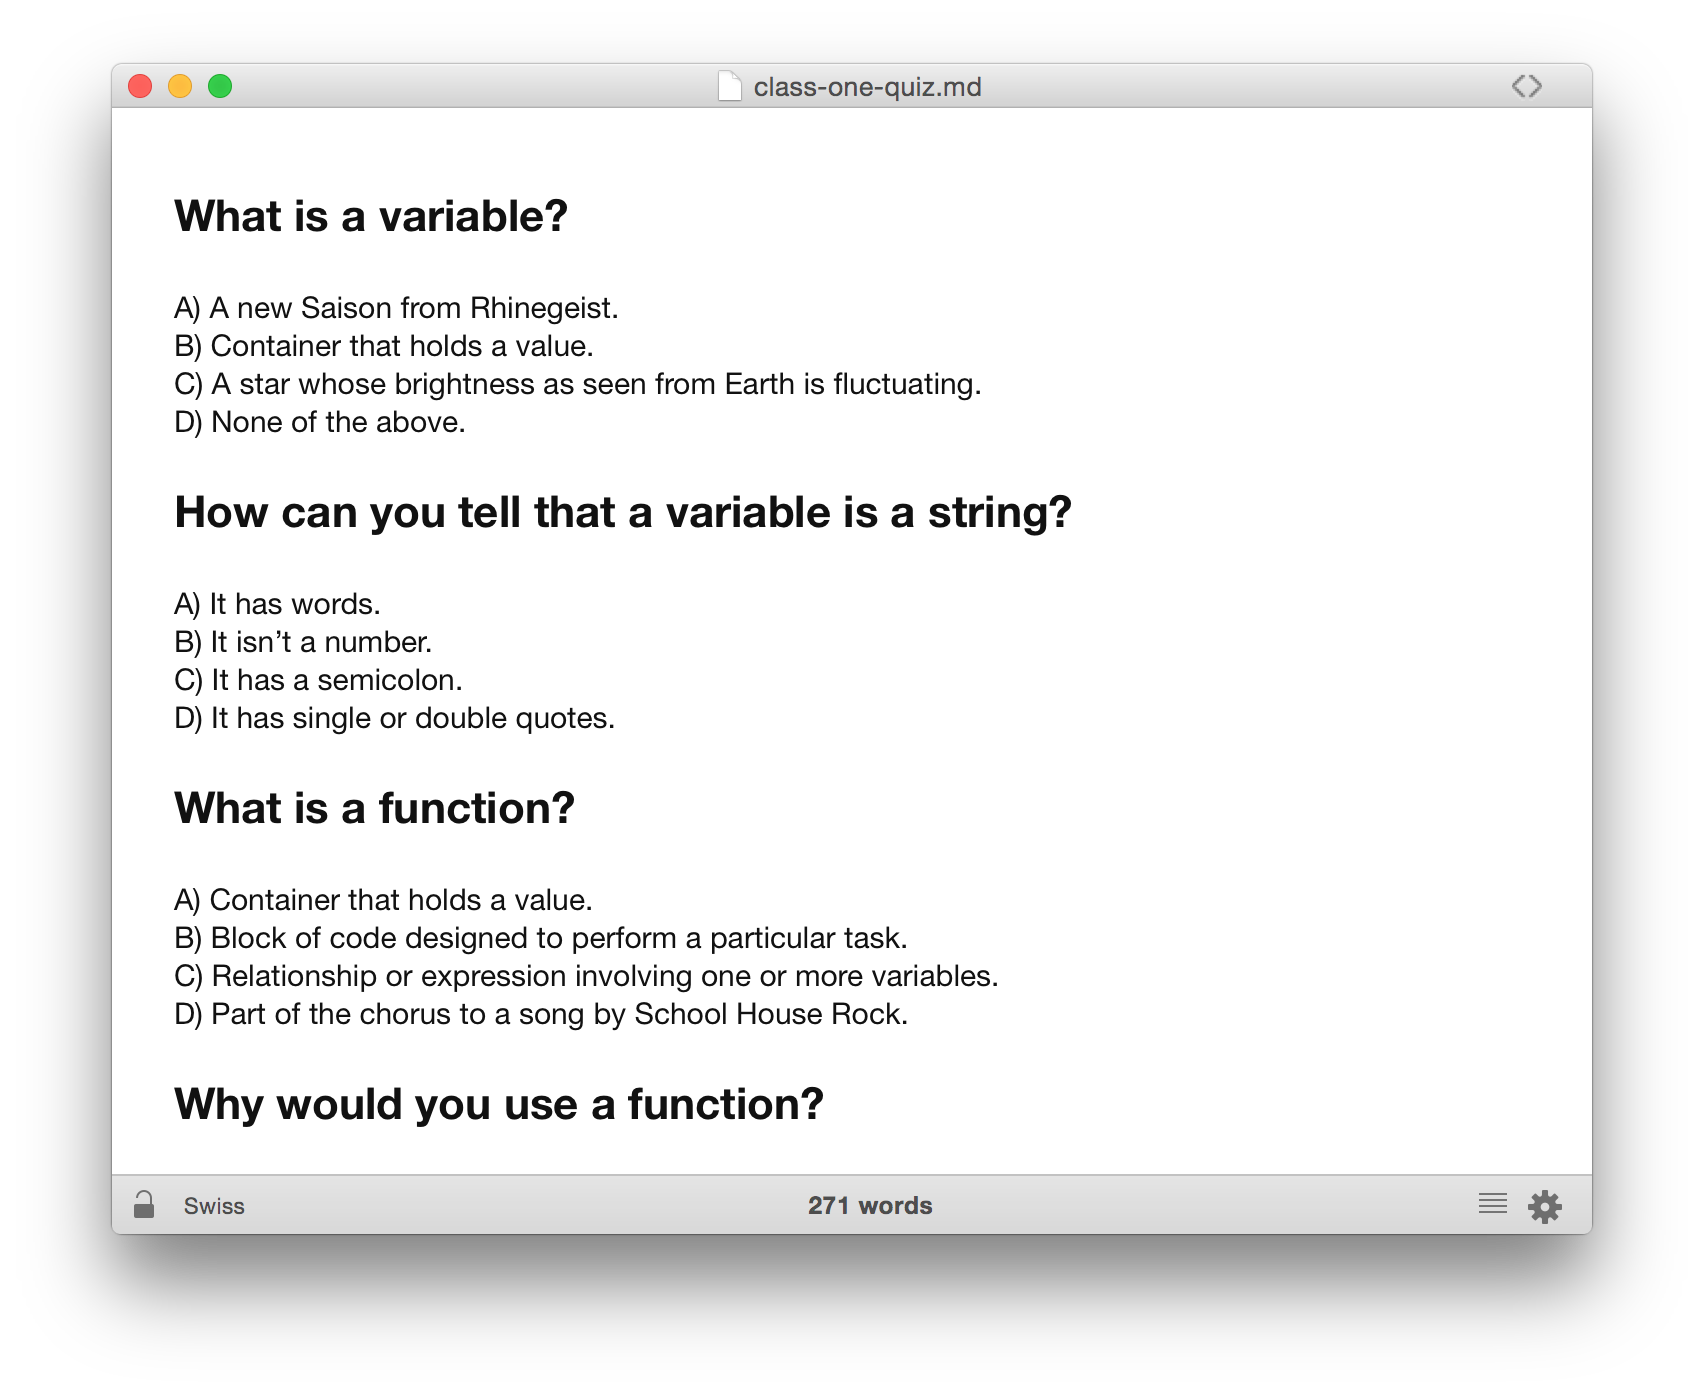 class-one-quiz.md
What is a variable?
A) A new Saison from Rhinegeist.
B) Container that holds a value.
C) A star whose brightness as seen from Earth is fluctuating.
D) None of the above.
How can you tell that a variable is a string?
A) It has words.
B) It isn’t a number.
C) It has a semicolon.
D) It has single or double quotes.
What is a function?
A) Container that holds a value.
B) Block of code designed to perform a particular task.
C) Relationship or expression involving one or more variables.
D) Part of the chorus to a song by School House Rock.
Why would you use a function?
Swiss
271 words